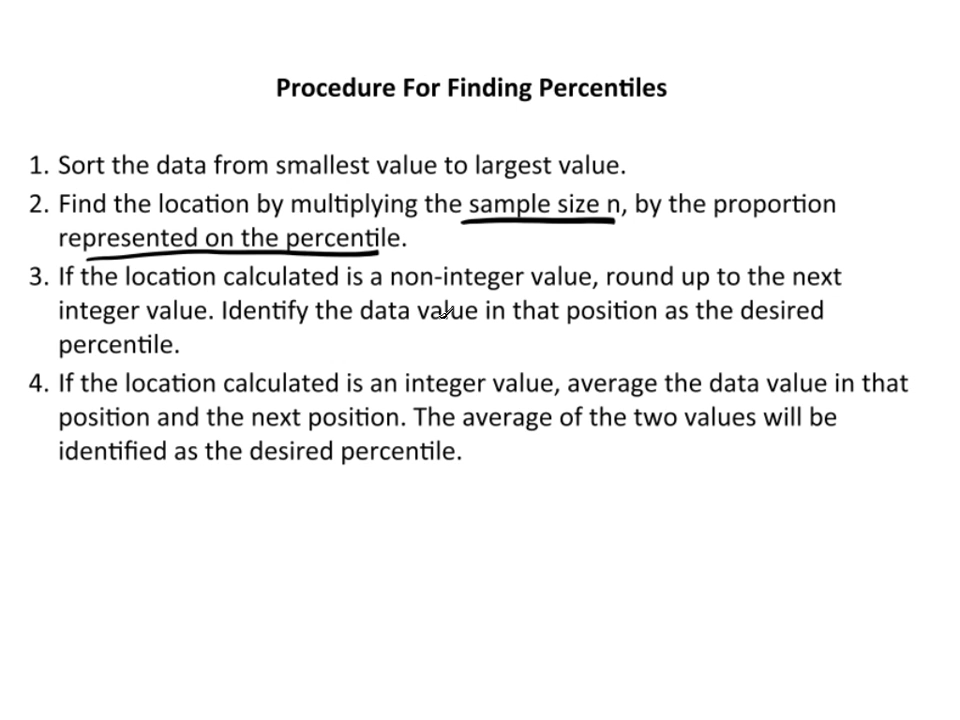 Procedure For Finding Percentiles
1. Sort the data from smallest value to largest value.
2. Find the location by multiplying the sample size n, by the proportion
represented on the percentile.
3. If the location calculated is a non-integer value, round up to the next
integer value. Identify the data value in that position as the desired
percentile.
4. If the location calculated is an integer value, average the data value in that
position and the next position. The average of the two values will be
identified as the desired percentile.